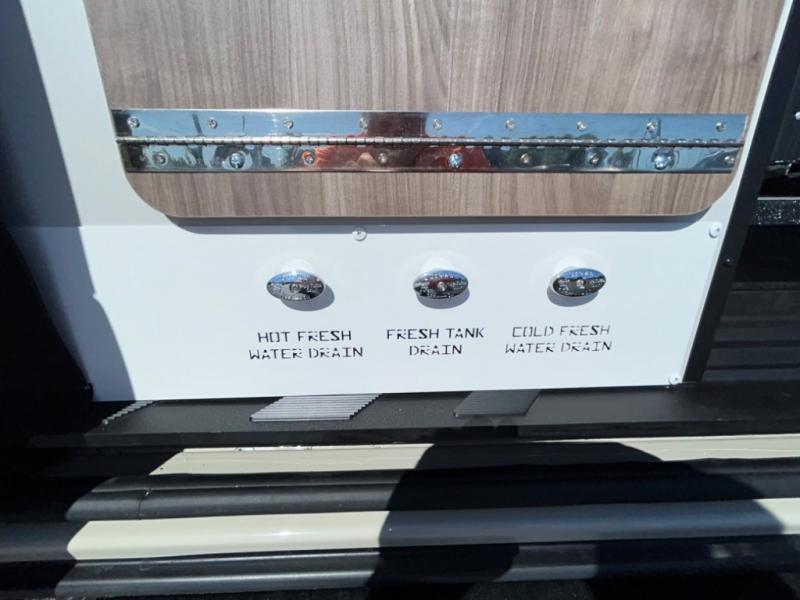 HOT FRESH
WATER DRAIN
FRESH TANK
DRAIN
COLD FRESH
WATER DRAIN